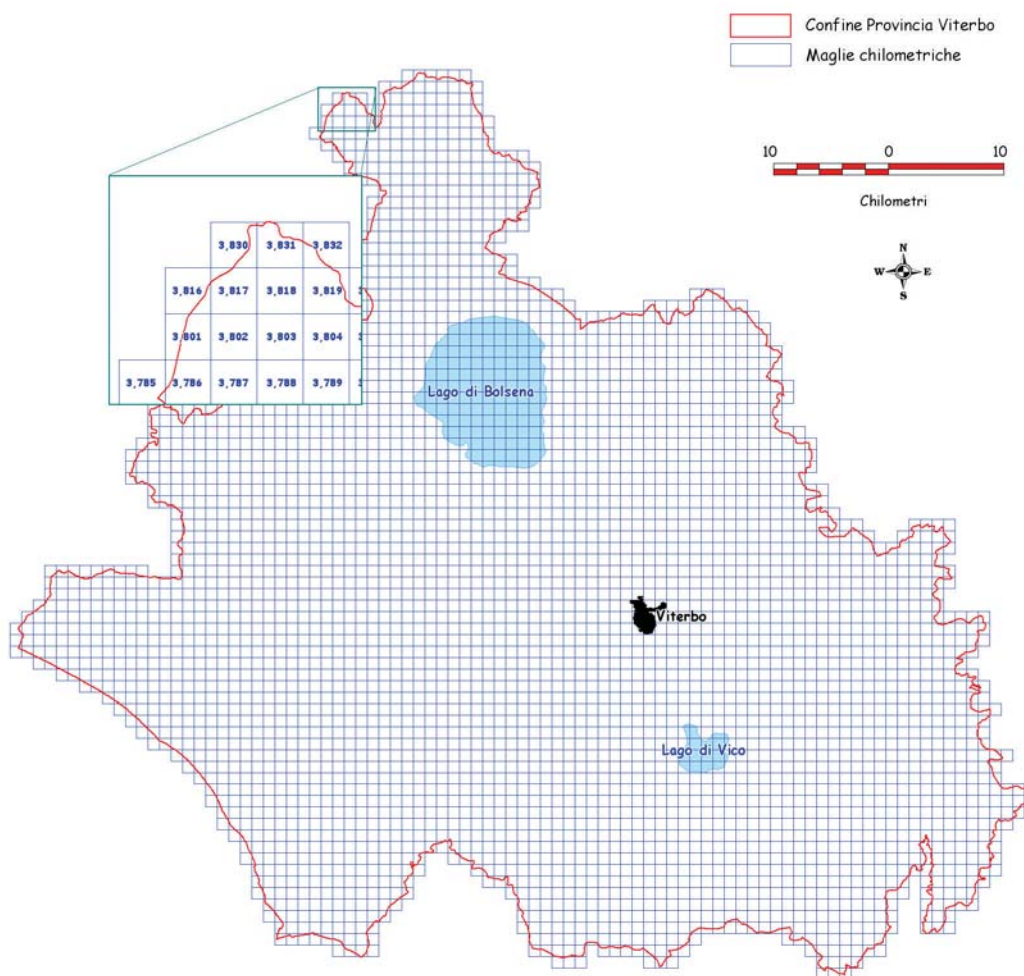 Confine Provincia Viterbo
Maglie chilometriche
10 0 10
Chilometri
N
W E
S
3,830 3,831 3,832
3,816 3,817 3,818 3,819
3,801 3,802 3,803 3,804
3,785 3,786 3,787 3,788 3,789
Lago di Bolsena
Viterbo
Lago di Vico